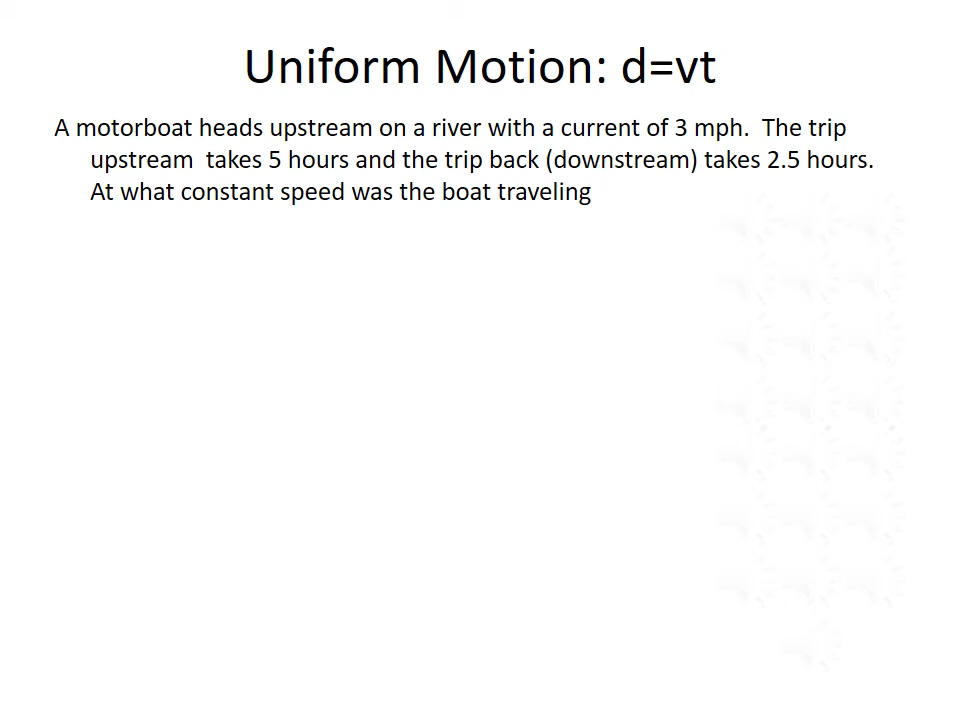 Uniform Motion: d=vt
A motorboat heads upstream on a river with a current of 3 mph.  The trip
upstream  takes 5 hours and the trip back (downstream) takes 2.5 hours.
At what constant speed was the boat traveling